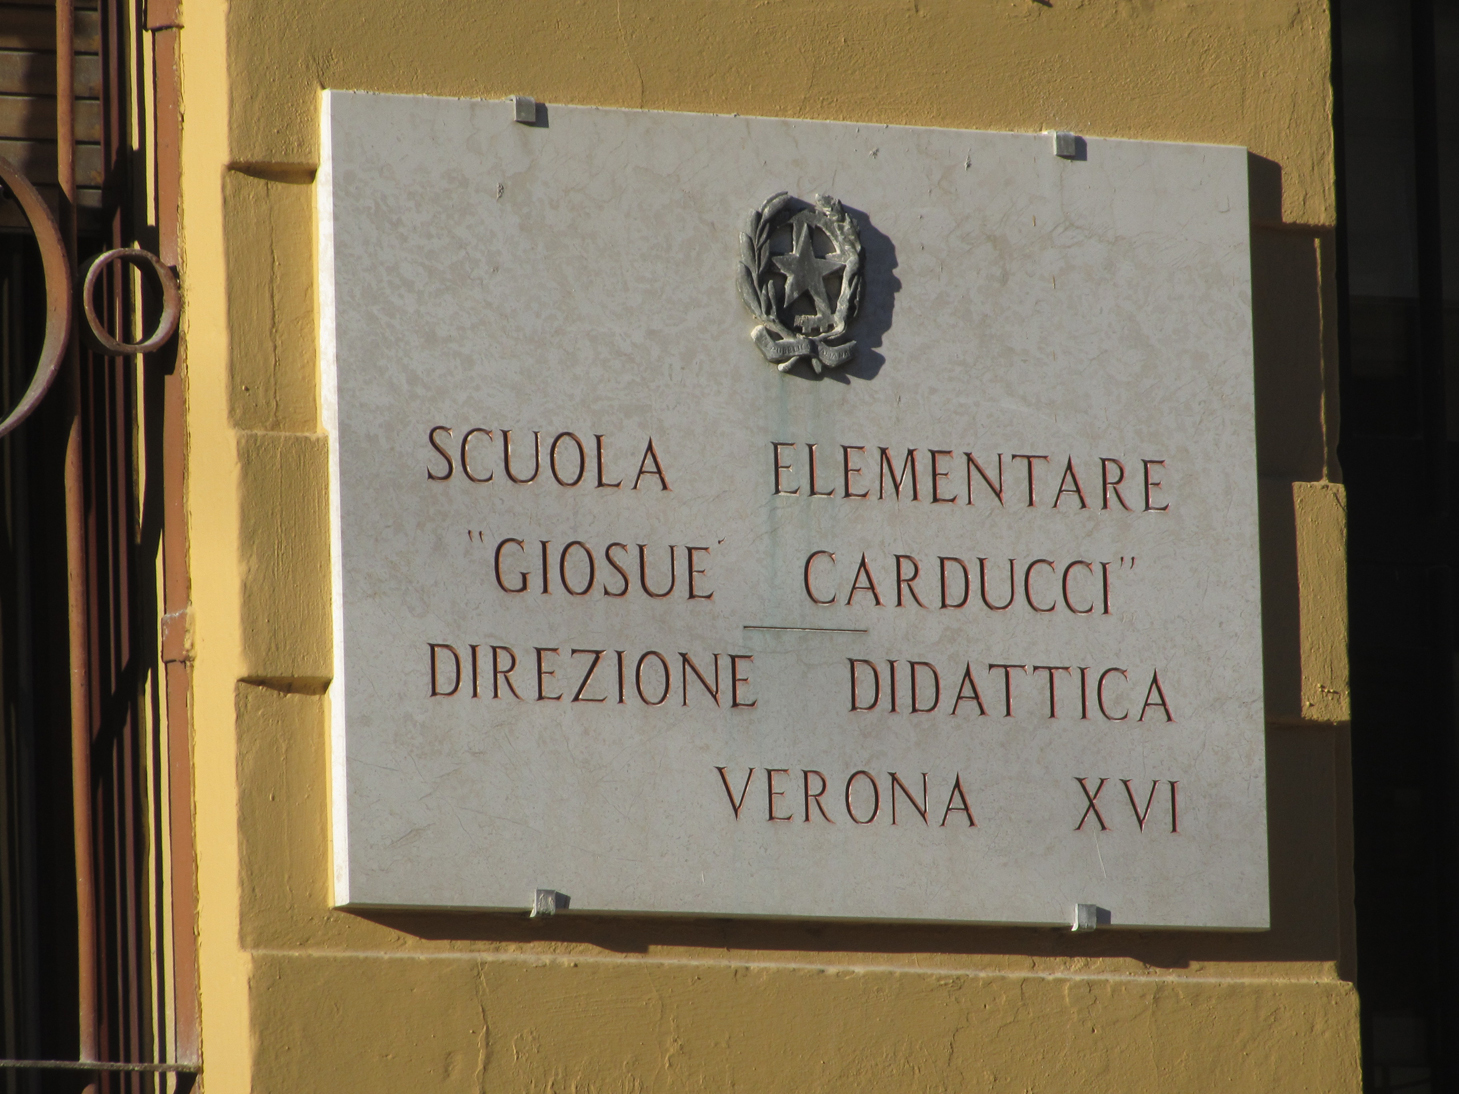 SCUOLA ELEMENTARE
"GIOSUE' CARDUCCI"
DIREZIONE DIDATTICA
VERONA XVI